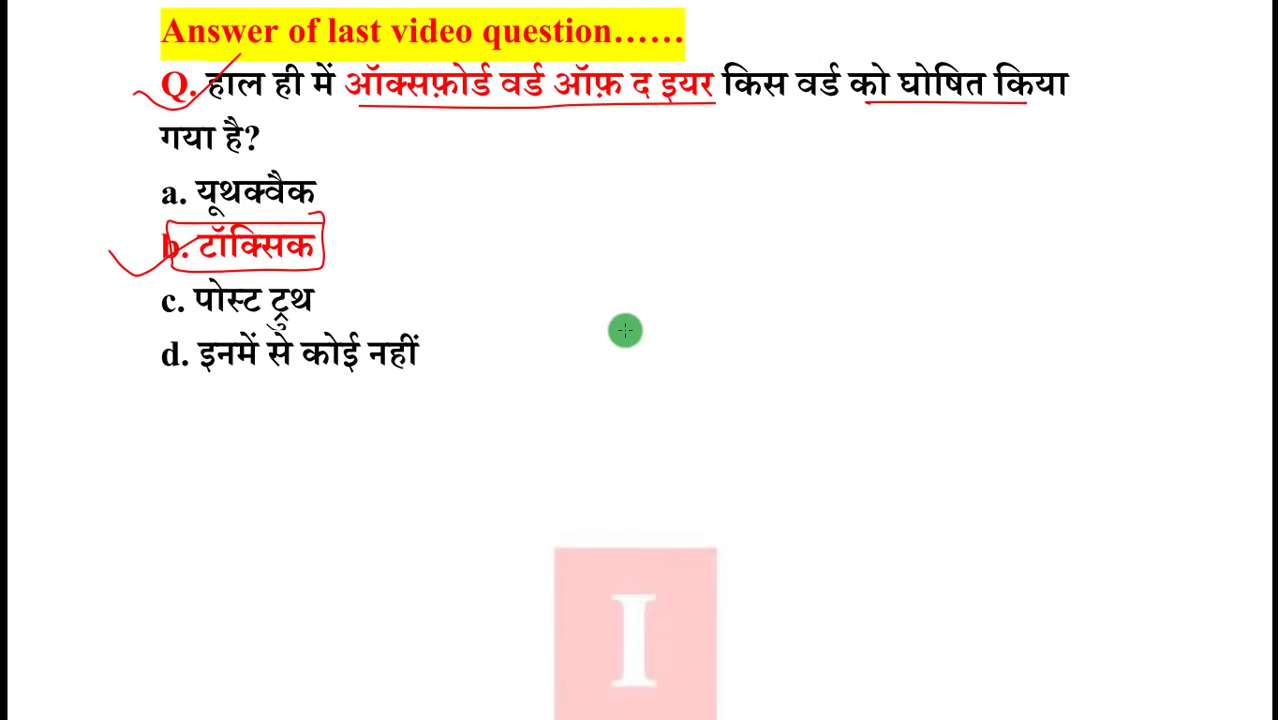 Answer of last video question……
Q. हाल ही में ऑक्सफ़ोर्ड वर्ड ऑफ़ द इयर किस वर्ड को घोषित किया
गया है?
a. यूथक्वैक
b. टॉक्सिक
c. पोस्ट ट्रुथ
d. इनमें से कोई नहीं
I